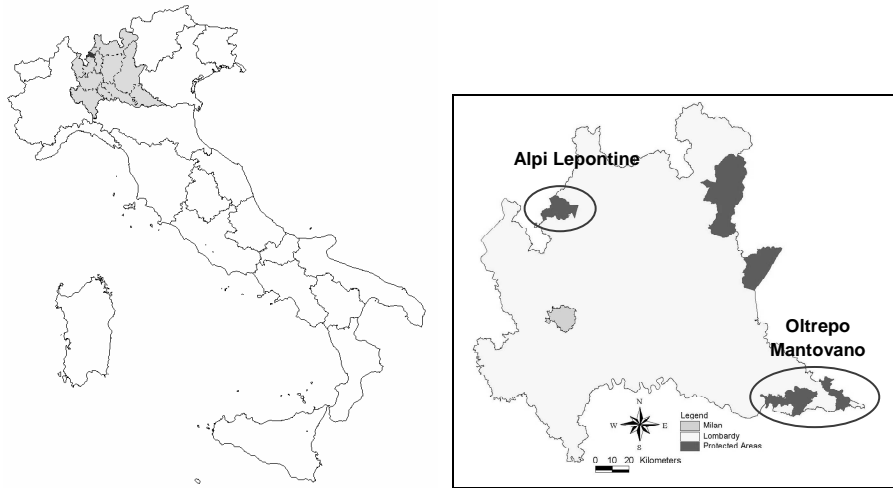 Alpi Lepontine
Oltrepo
Mantovano
N
W E
S
Legend
Milan
Lombardy
Protected Areas
0 10 20 Kilometers